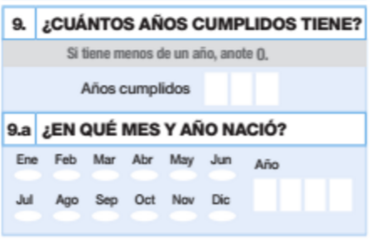 9. ¿CUÁNTOS AÑOS CUMPLIDOS TIENE?
Si tiene menos de un año, anote 0.
Años cumplidos
9.a ¿EN QUÉ MES Y AÑO NACIÓ?
Ene Feb Mar Abr May Jun Año
Jul Ago Sep Oct Nov Dic